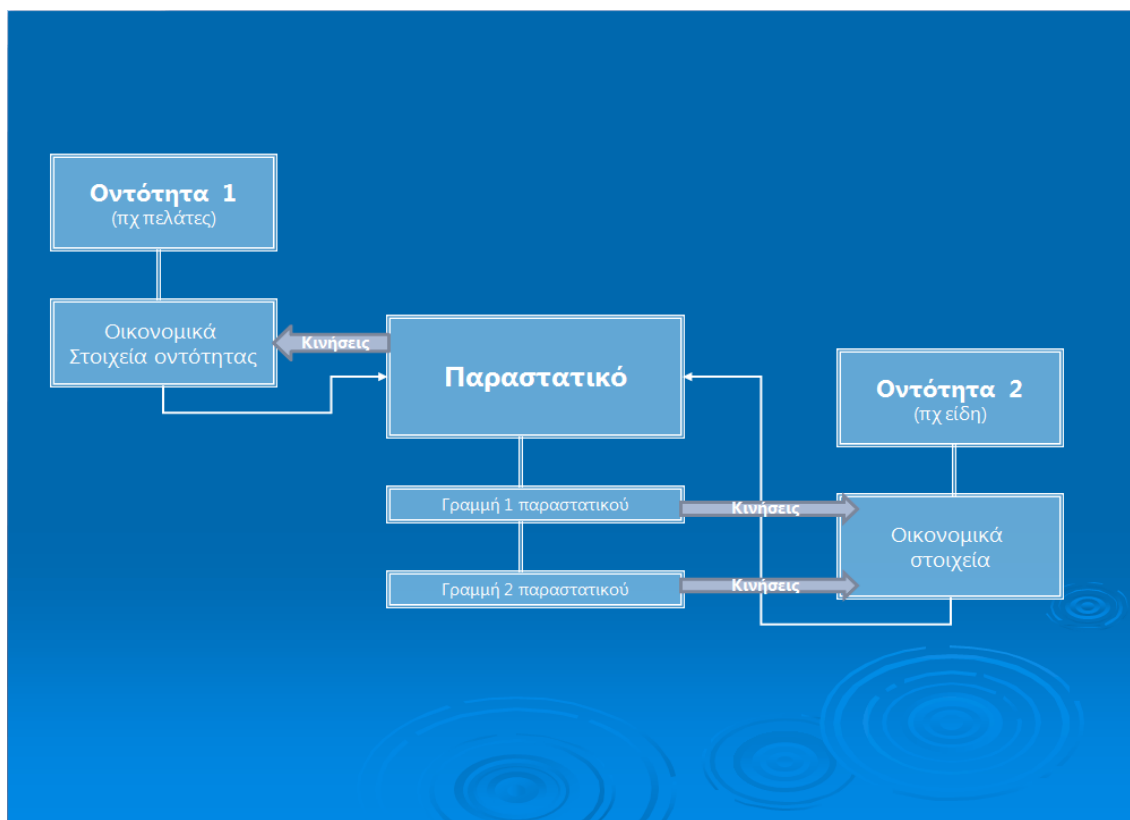 Οντότητα 1
(πχ πελάτες)
Οικονομικά
Στοιχεία οντότητας
Κινήσεις
Παραστατικό
Οντότητα 2
(πχ είδη)
Γραμμή 1 παραστατικού
Κινήσεις
Οικονομικά
στοιχεία
Γραμμή 2 παραστατικού
Κινήσεις